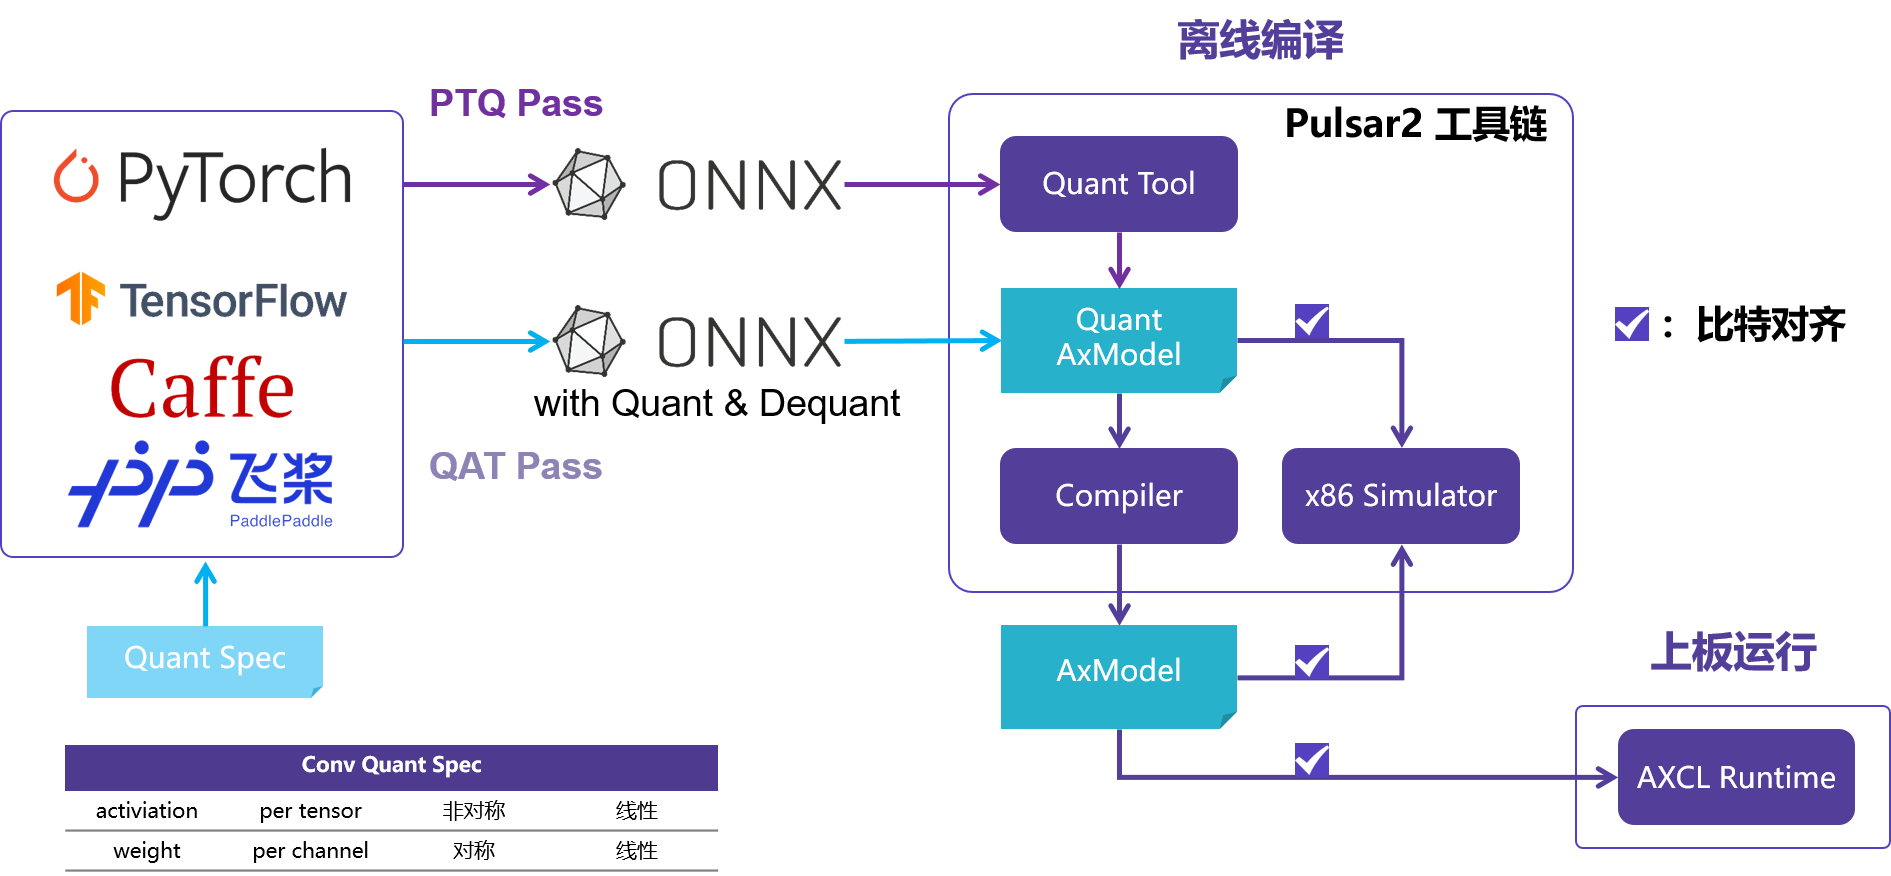 离线编译
PTQ Pass
Pulsar2 工具链
PyTorch
ONNX
Quant Tool
TensorFlow
ONNX
with Quant & Dequant
Quant
AxModel
： 比特对齐
Caffe
飞桨
PaddlePaddle
QAT Pass
Compiler
x86 Simulator
Quant Spec
AxModel
上板运行
AXCL Runtime
Conv Quant Spec
activiation per tensor 非对称 线性
weight per channel 对称 线性